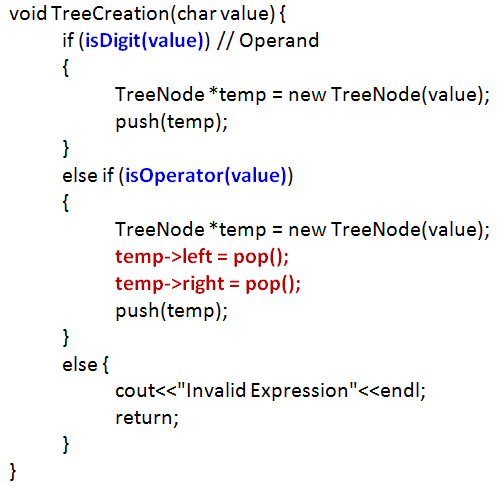 void TreeCreation(char value) {
if (isDigit(value)) // Operand
{
TreeNode *temp = new TreeNode(value);
push(temp);
}
else if (isOperator(value))
{
TreeNode *temp = new TreeNode(value);
temp->left = pop();
temp->right = pop();
push(temp);
}
else {
cout<<"Invalid Expression"<<endl;
return;
}
}